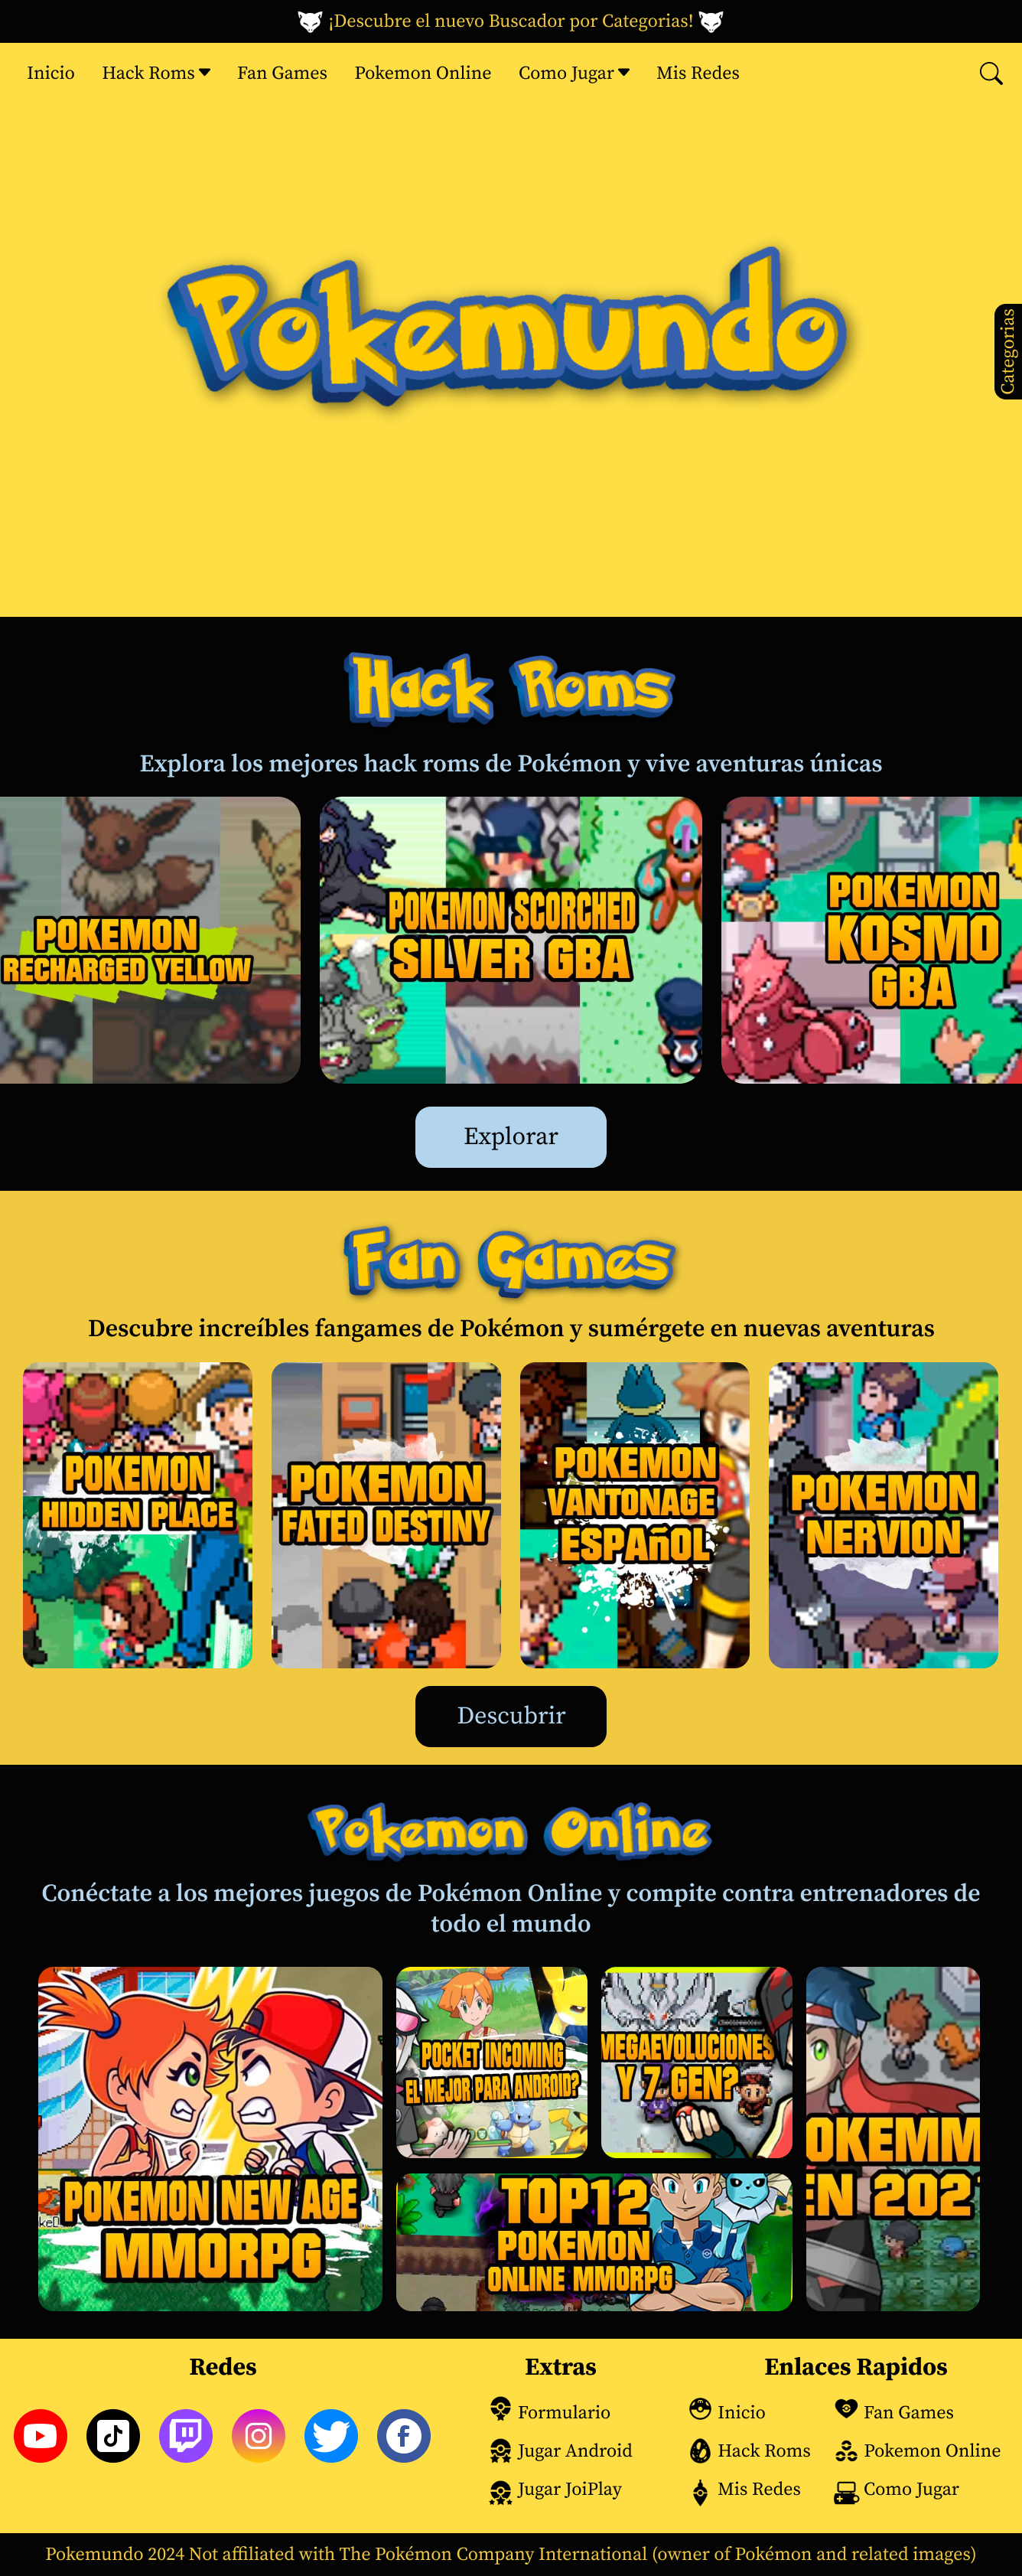 ¡Descubre el nuevo Buscador por Categorias!
Inicio
Hack Roms
Fan Games
Pokemon Online
Como Jugar
Mis Redes
Pokemundo
Categorias
Hack Roms
Explora los mejores hack roms de Pokémon y vive aventuras únicas
POKEMON
RECHARGED YELLOW
POKEMON SCORCHED
SILVER GBA
POKEMON
KOSMO
GBA
Explorar
Fan Games
Descubre increíbles fangames de Pokémon y sumérgete en nuevas aventuras
POKEMON
HIDDEN PLACE
POKEMON
FATED DESTINY
POKEMON
VANTONAGE
ESPAñOL
POKEMON
NERVION
Descubrir
Pokemon Online
Conéctate a los mejores juegos de Pokémon Online y compite contra entrenadores de
todo el mundo
POKEMON NEW AGE
MMORPG
POCKET INCOMING
EL MEJOR PARA ANDROID?
MEGAEVOLUCIONES
Y 7 GEN?
TOP12
POKEMON
ONLINE MMORPG
OKEMM
EN 202
Redes
Extras
Formulario
Jugar Android
Jugar JoiPlay
Enlaces Rapidos
Inicio
Fan Games
Hack Roms
Pokemon Online
Mis Redes
Como Jugar
Pokemundo 2024 Not affiliated with The Pokémon Company International (owner of Pokémon and related images)